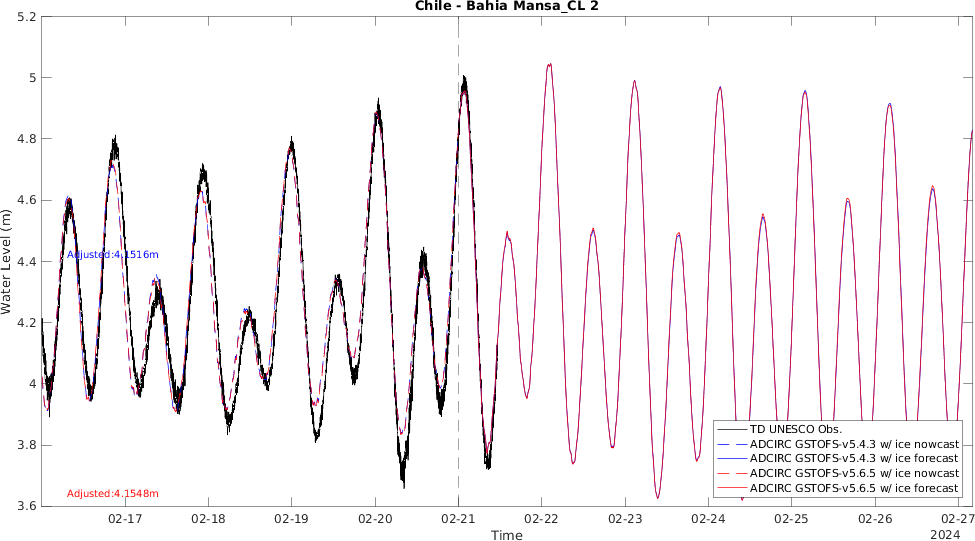 Chile - Bahia Mansa_CL 2
5.2
5
4.8
4.6
4.4
4.2
4
3.8
3.6
Water Level (m)
Adjusted:4.1516m
Adjusted:4.1548m
TD UNESCO Obs.
ADCIRC GSTOFS-v5.4.3 w/ ice nowcast
ADCIRC GSTOFS-v5.4.3 w/ ice forecast
ADCIRC GSTOFS-v5.6.5 w/ ice nowcast
ADCIRC GSTOFS-v5.6.5 w/ ice forecast
02-17 02-18 02-19 02-20 02-21 02-22 02-23 02-24 02-25 02-26 02-27
Time
2024